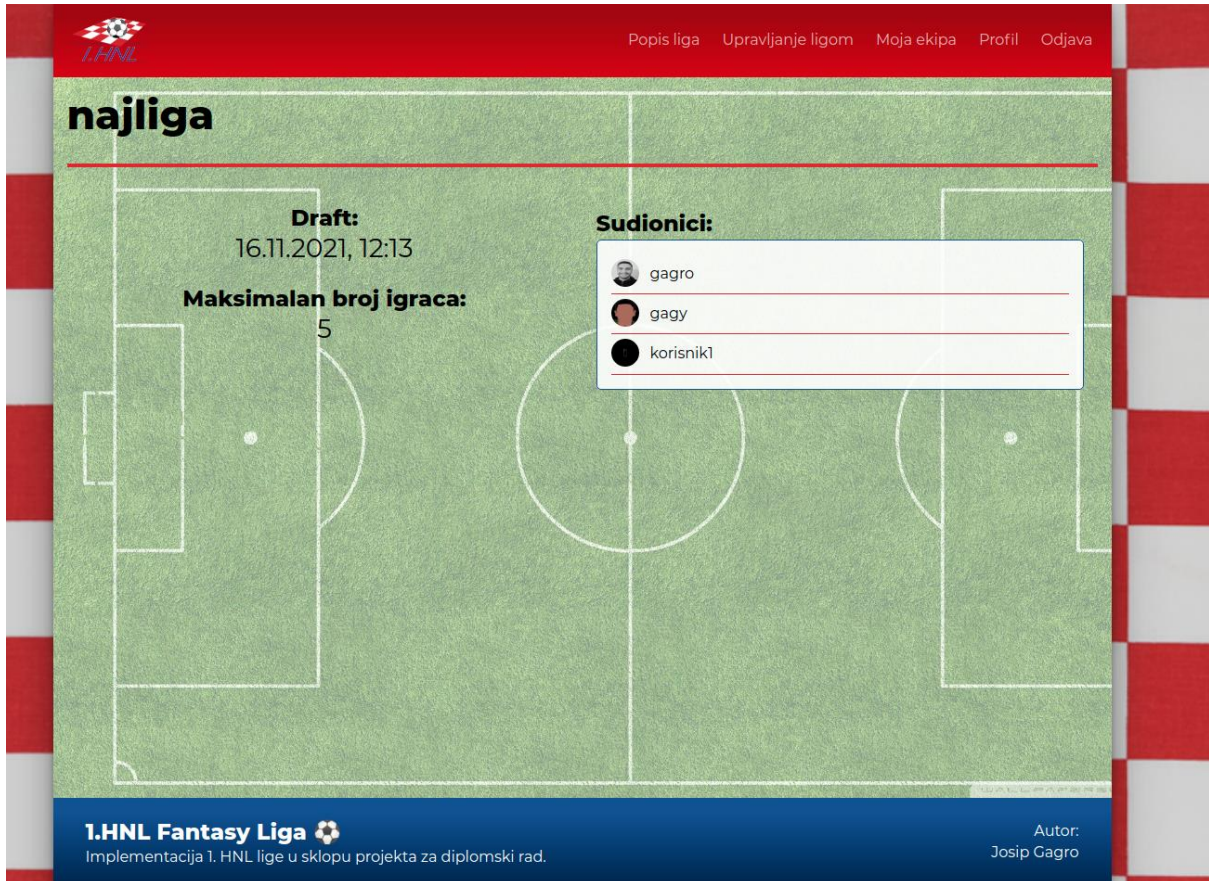 1.HNL
Popis liga Upravljanje ligom Moja ekipa Profil Odjava
najliga
Draft:
16.11.2021, 12:13
Maksimalan broj igraca:
5
Sudionici:
gagro
gagy
korisnik1
1.HNL Fantasy Liga ⚽
Implementacija 1. HNL lige u sklopu projekta za diplomski rad.
Autor:
Josip Gagro